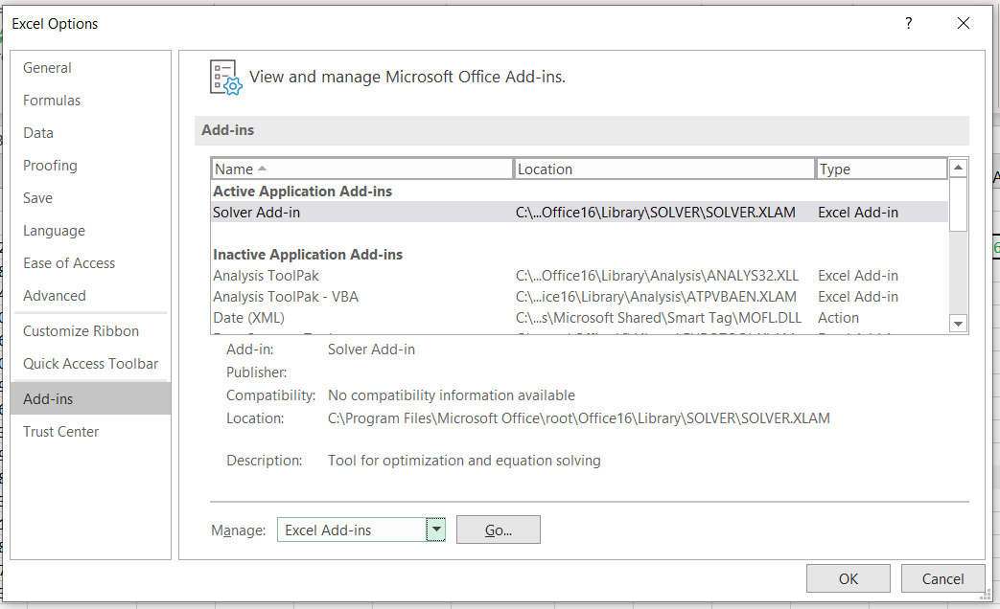 Excel Options
?
General
Formulas
Data
Proofing
Save
Language
Ease of Access
Advanced
Customize Ribbon
Quick Access Toolbar
Add-ins
Trust Center
View and manage Microsoft Office Add-ins.
Add-ins
Name Location Type
Active Application Add-ins
Solver Add-in C:\...Office16\Library\SOLVER\SOLVER.XLAM Excel Add-in
Inactive Application Add-ins
Analysis ToolPak C:\...Office16\Library\Analysis\ANALYS32.XLL Excel Add-in
Analysis ToolPak - VBA C:\...ice16\Library\Analysis\ATPVBAEN.XLAM Excel Add-in
Date (XML) C:\...s\Microsoft Shared\Smart Tag\MOFL.DLL Action
Add-in: Solver Add-in
Publisher:
Compatibility: No compatibility information available
Location: C:\Program Files\Microsoft Office\root\Office16\Library\SOLVER\SOLVER.XLAM
Description: Tool for optimization and equation solving
Manage: Excel Add-ins Go...
OK Cancel